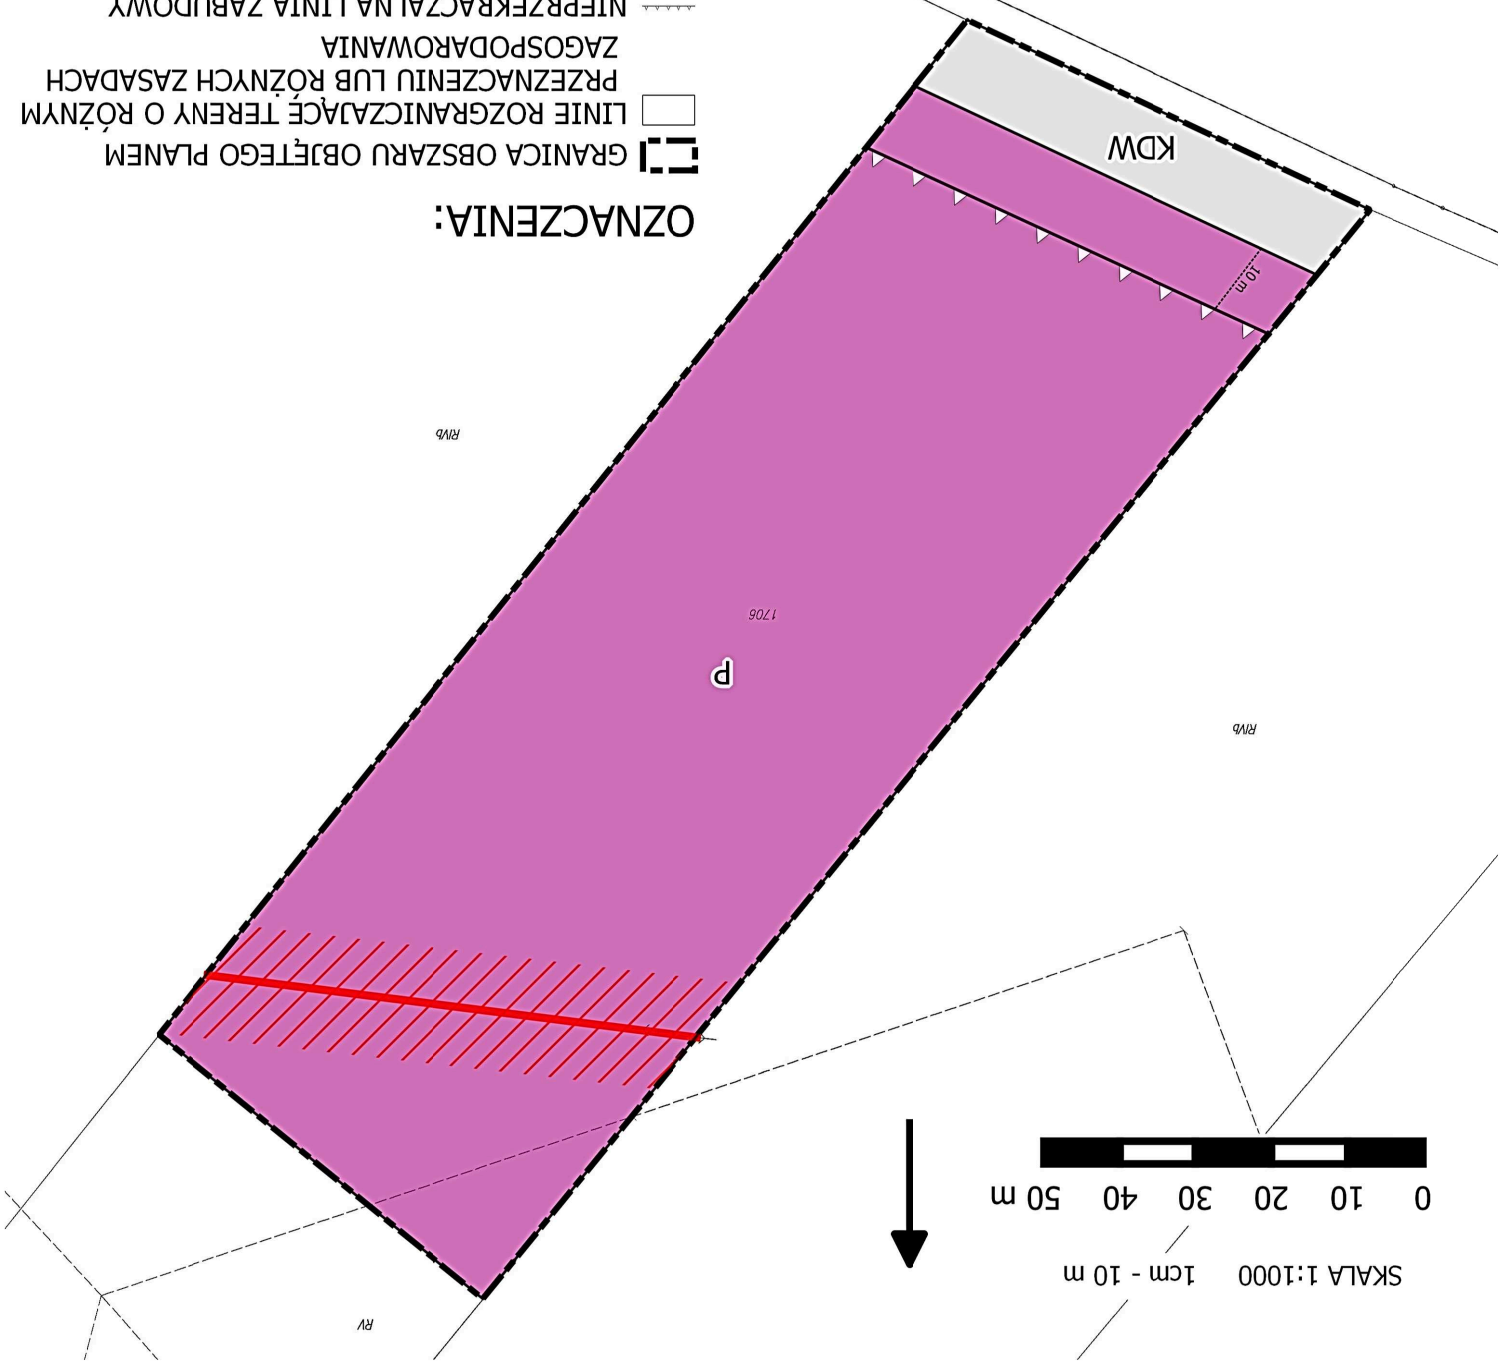 SKALA 1:1000 1cm - 10 m
0 10 20 30 40 50 m
RV
P
1706
RIVb
RIVb
10 m
KDW
OZNACZENIA:
GRANICA OBSZARU OBJĘTEGO PLANEM
LINIE ROZGRANICZAJĄCE TERENY O RÓŻNYM
PRZEZNACZENIU LUB RÓŻNYCH ZASADACH
ZAGOSPODAROWANIA
NIEPRZEKRACZALNA LINIA ZABUDOWY